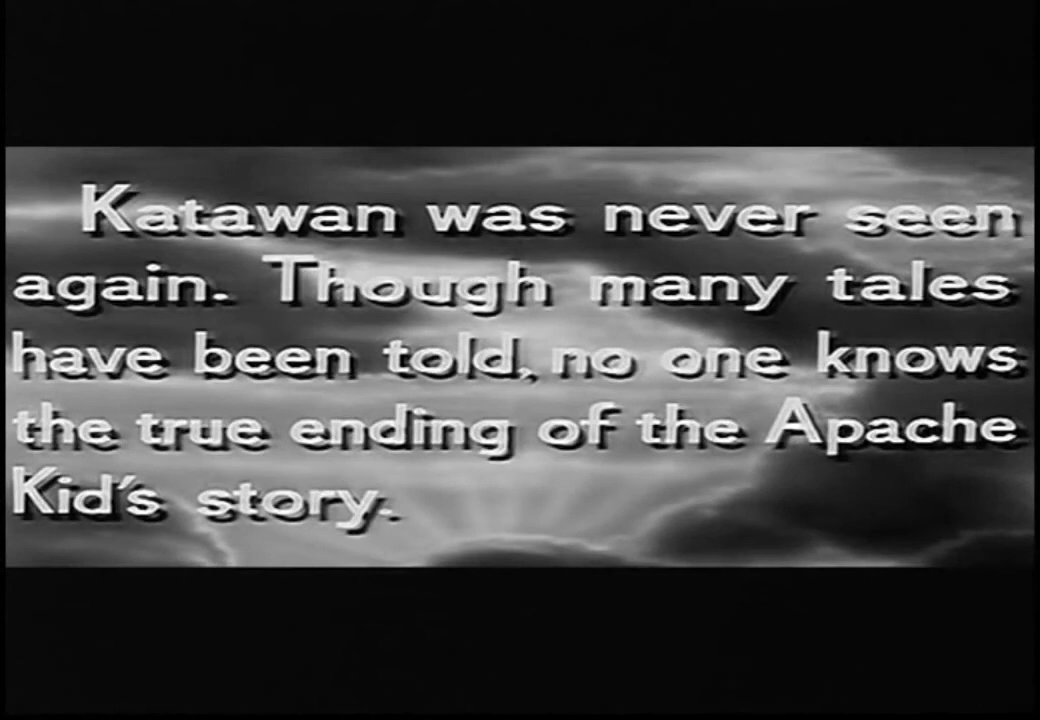 Katawan was never seen
again. Though many tales
have been told, no one knows
the true ending of the Apache
Kid's story.